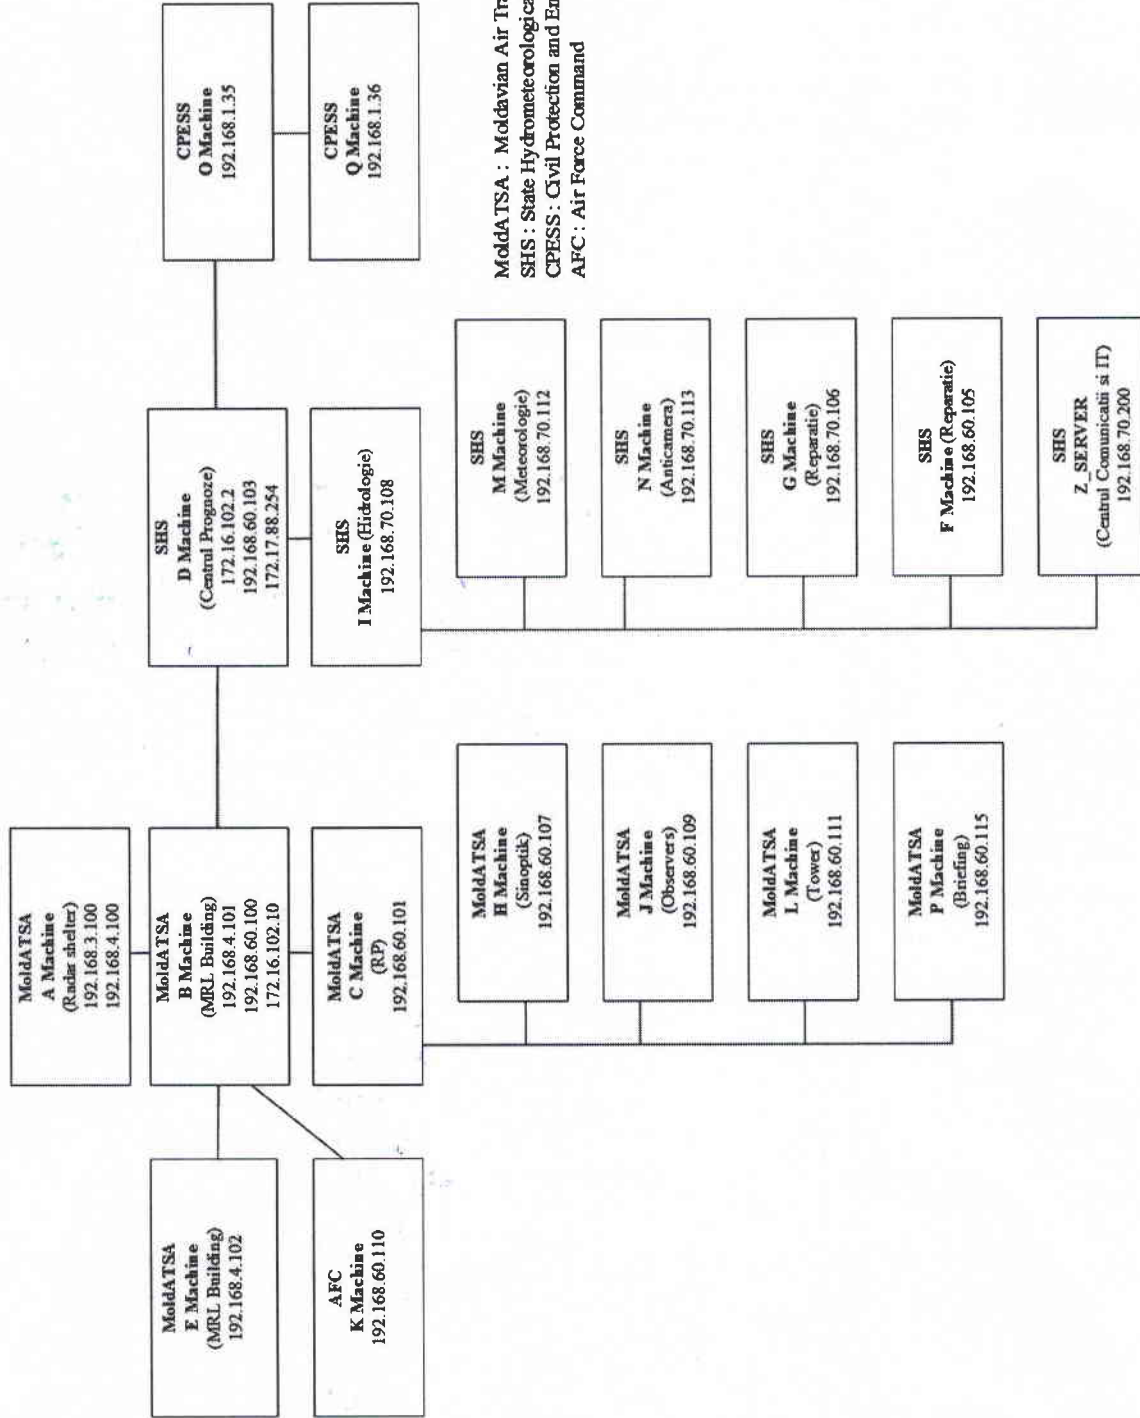 MoldATSA
A Machine
(Radar shelter)
192.168.3.100
192.168.4.100
MoldATSA
E Machine
(MRL Building)
192.168.4.102
MoldATSA
B Machine
(MRL Building)
192.168.4.101
192.168.60.100
172.16.102.10
SHS
D Machine
(Centrul Prognoze)
172.16.102.2
192.168.60.103
172.17.88.254
CPESS
O Machine
192.168.1.35
AFC
K Machine
192.168.60.110
MoldATSA
C Machine
(RP)
192.168.60.101
SHS
I Machine (Hidrologie)
192.168.70.108
CPESS
Q Machine
192.168.1.36
MoldATSA
H Machine
(Sinoptik)
192.168.60.107
MoldATSA
J Machine
(Observers)
192.168.60.109
MoldATSA
L Machine
(Tower)
192.168.60.111
MoldATSA
P Machine
(Briefing)
192.168.60.115
SHS
M Machine
(Meteorologie)
192.168.70.112
SHS
N Machine
(Anticamera)
192.168.70.113
SHS
G Machine
(Reparatie)
192.168.70.106
SHS
F Machine (Reparatie)
192.168.60.105
SHS
Z_SERVER
(Centrul Comunicatii si IT)
192.168.70.200
MoldATSA : Moldavian Air
SHS : State Hydrometeorological
CPESS : Civil Protection and
AFC : Air Force Command